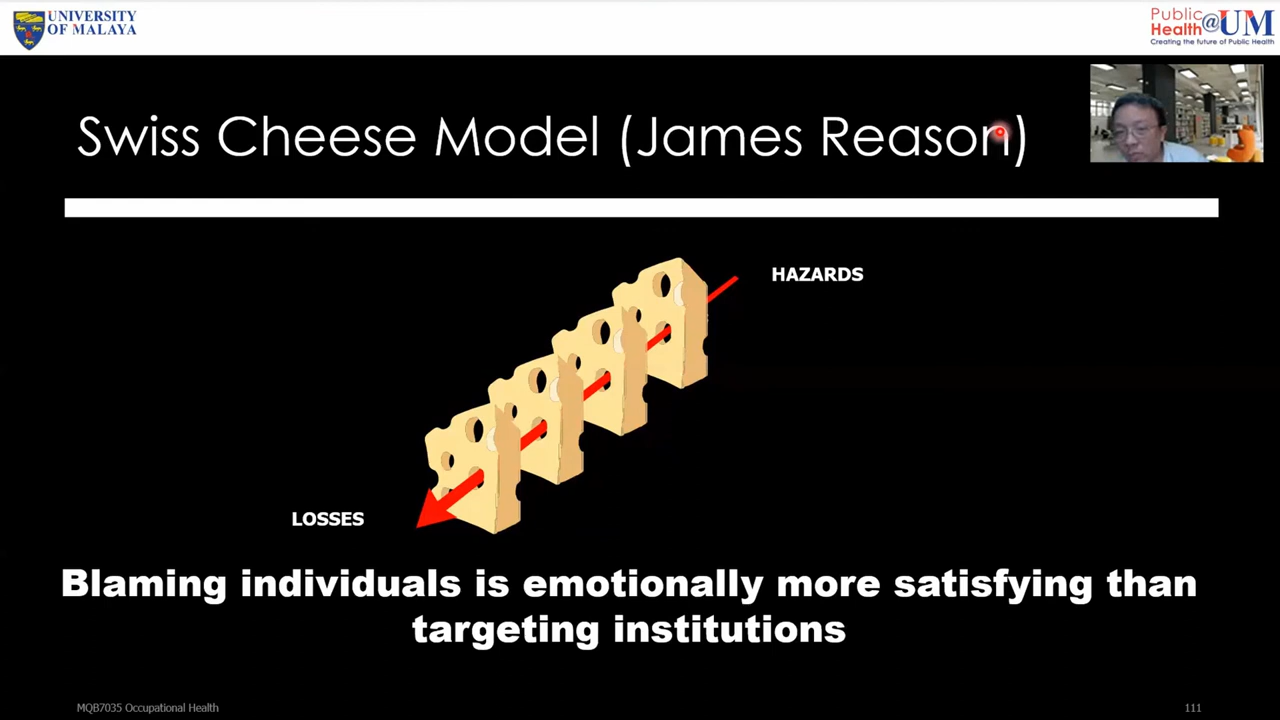 UNIVERSITY
OF MALAYA
Public
Health@UM
Creating the future of Public Health
Swiss Cheese Model (James Reason)
HAZARDS
LOSSES
Blaming individuals is emotionally more satisfying than
targeting institutions
MQB7035 Occupational Health
111